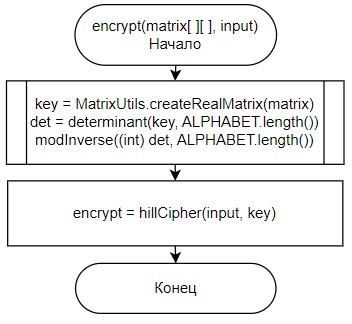 encrypt(matrix[ ][ ], input)
Начало
key = MatrixUtils.createRealMatrix(matrix)
det = determinant(key, ALPHABET.length())
modInverse((int) det, ALPHABET.length())
encrypt = hillCipher(input, key)
Конец